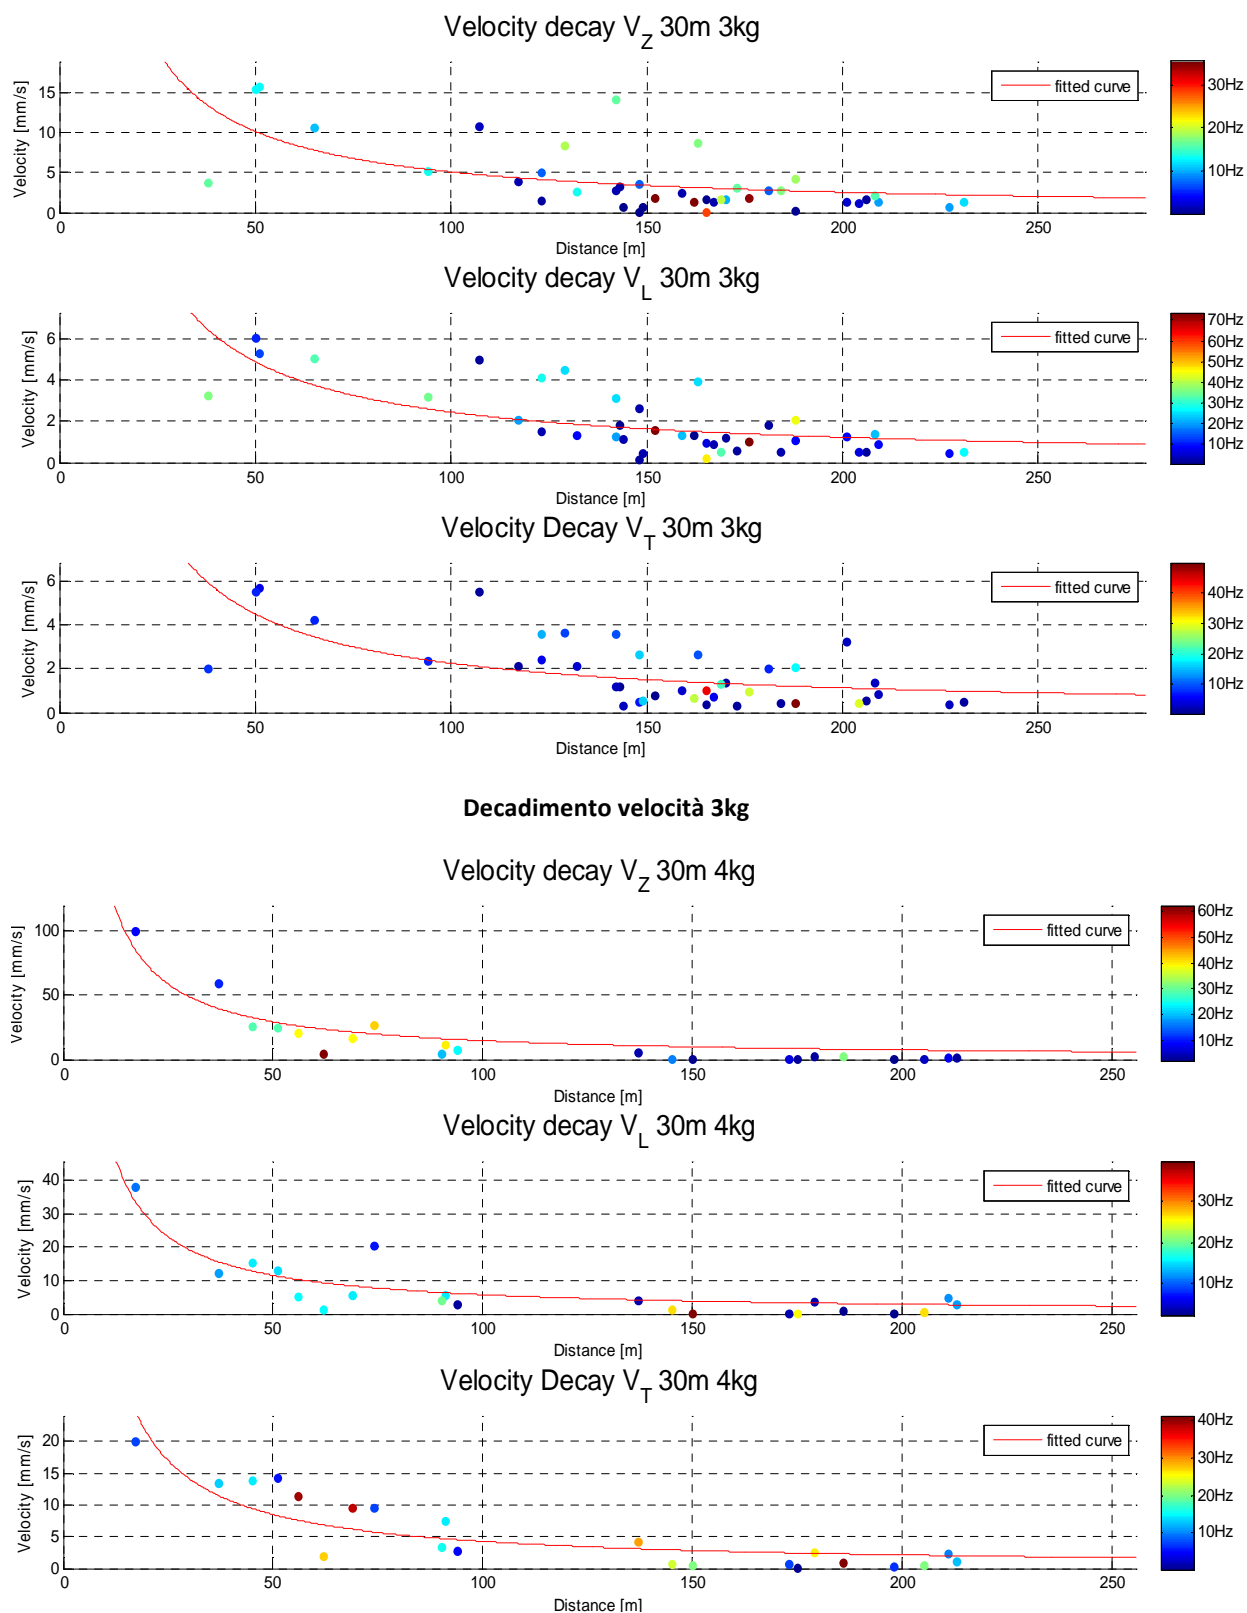 Velocity decay V_Z 30m 3kg
Velocity [mm/s]
15
10
5
0
fitted curve
30Hz
20Hz
10Hz
0 50 100 150 200 250
Distance [m]
Velocity decay V_L 30m 3kg
Velocity [mm/s]
6
4
2
0
fitted curve
70Hz
60Hz
50Hz
40Hz
30Hz
20Hz
10Hz
0 50 100 150 200 250
Distance [m]
Velocity Decay V_T 30m 3kg
Velocity [mm/s]
6
4
2
0
fitted curve
40Hz
30Hz
20Hz
10Hz
0 50 100 150 200 250
Distance [m]
Decadimento velocità 3kg
Velocity decay V_Z 30m 4kg
Velocity [mm/s]
100
50
0
fitted curve
60Hz
50Hz
40Hz
30Hz
20Hz
10Hz
0 50 100 150 200 250
Distance [m]
Velocity decay V_L 30m 4kg
Velocity [mm/s]
40
30
20
10
0
fitted curve
30Hz
20Hz
10Hz
0 50 100 150 200 250
Distance [m]
Velocity Decay V_T 30m 4kg
Velocity [mm/s]
20
15
10
5
0
fitted curve
40Hz
30Hz
20Hz
10Hz
0 50 100 150 200 250
Distance [m]